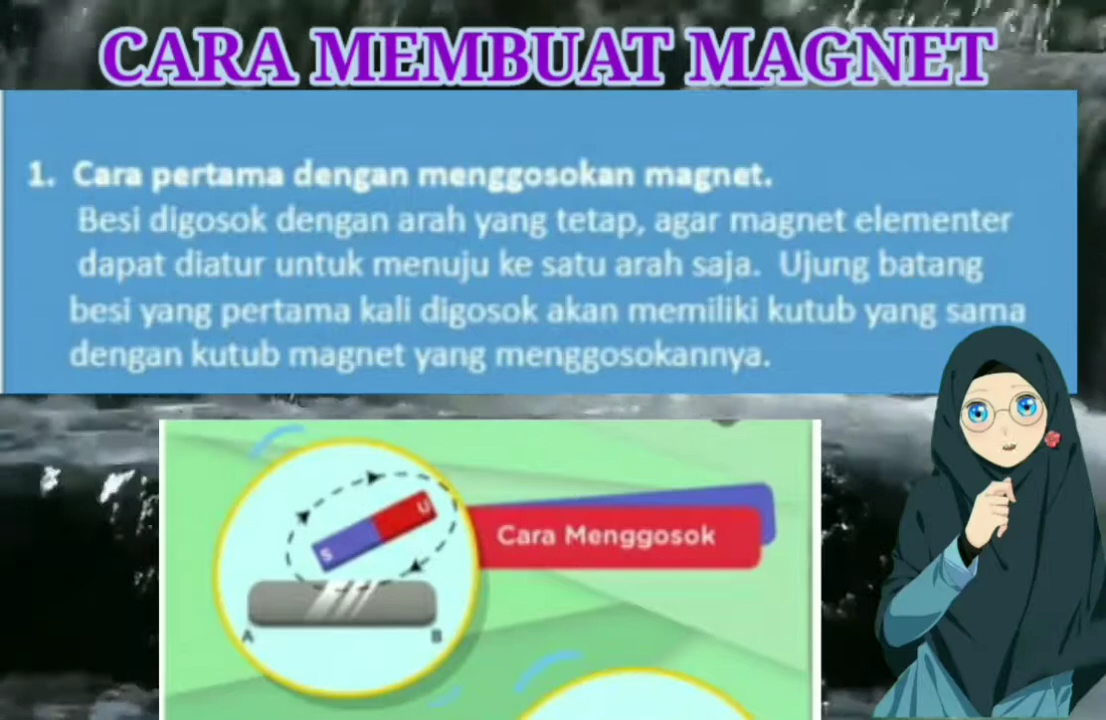 CARA MEMBUAT MAGNET
1. Cara pertama dengan menggosokan magnet.
Besi digosok dengan arah yang tetap, agar magnet elementer
dapat diatur untuk menuju ke satu arah saja. Ujung batang
besi yang pertama kali digosok akan memiliki kutub yang sama
dengan kutub magnet yang menggosokannya.
U
S
Cara Menggosok
A B